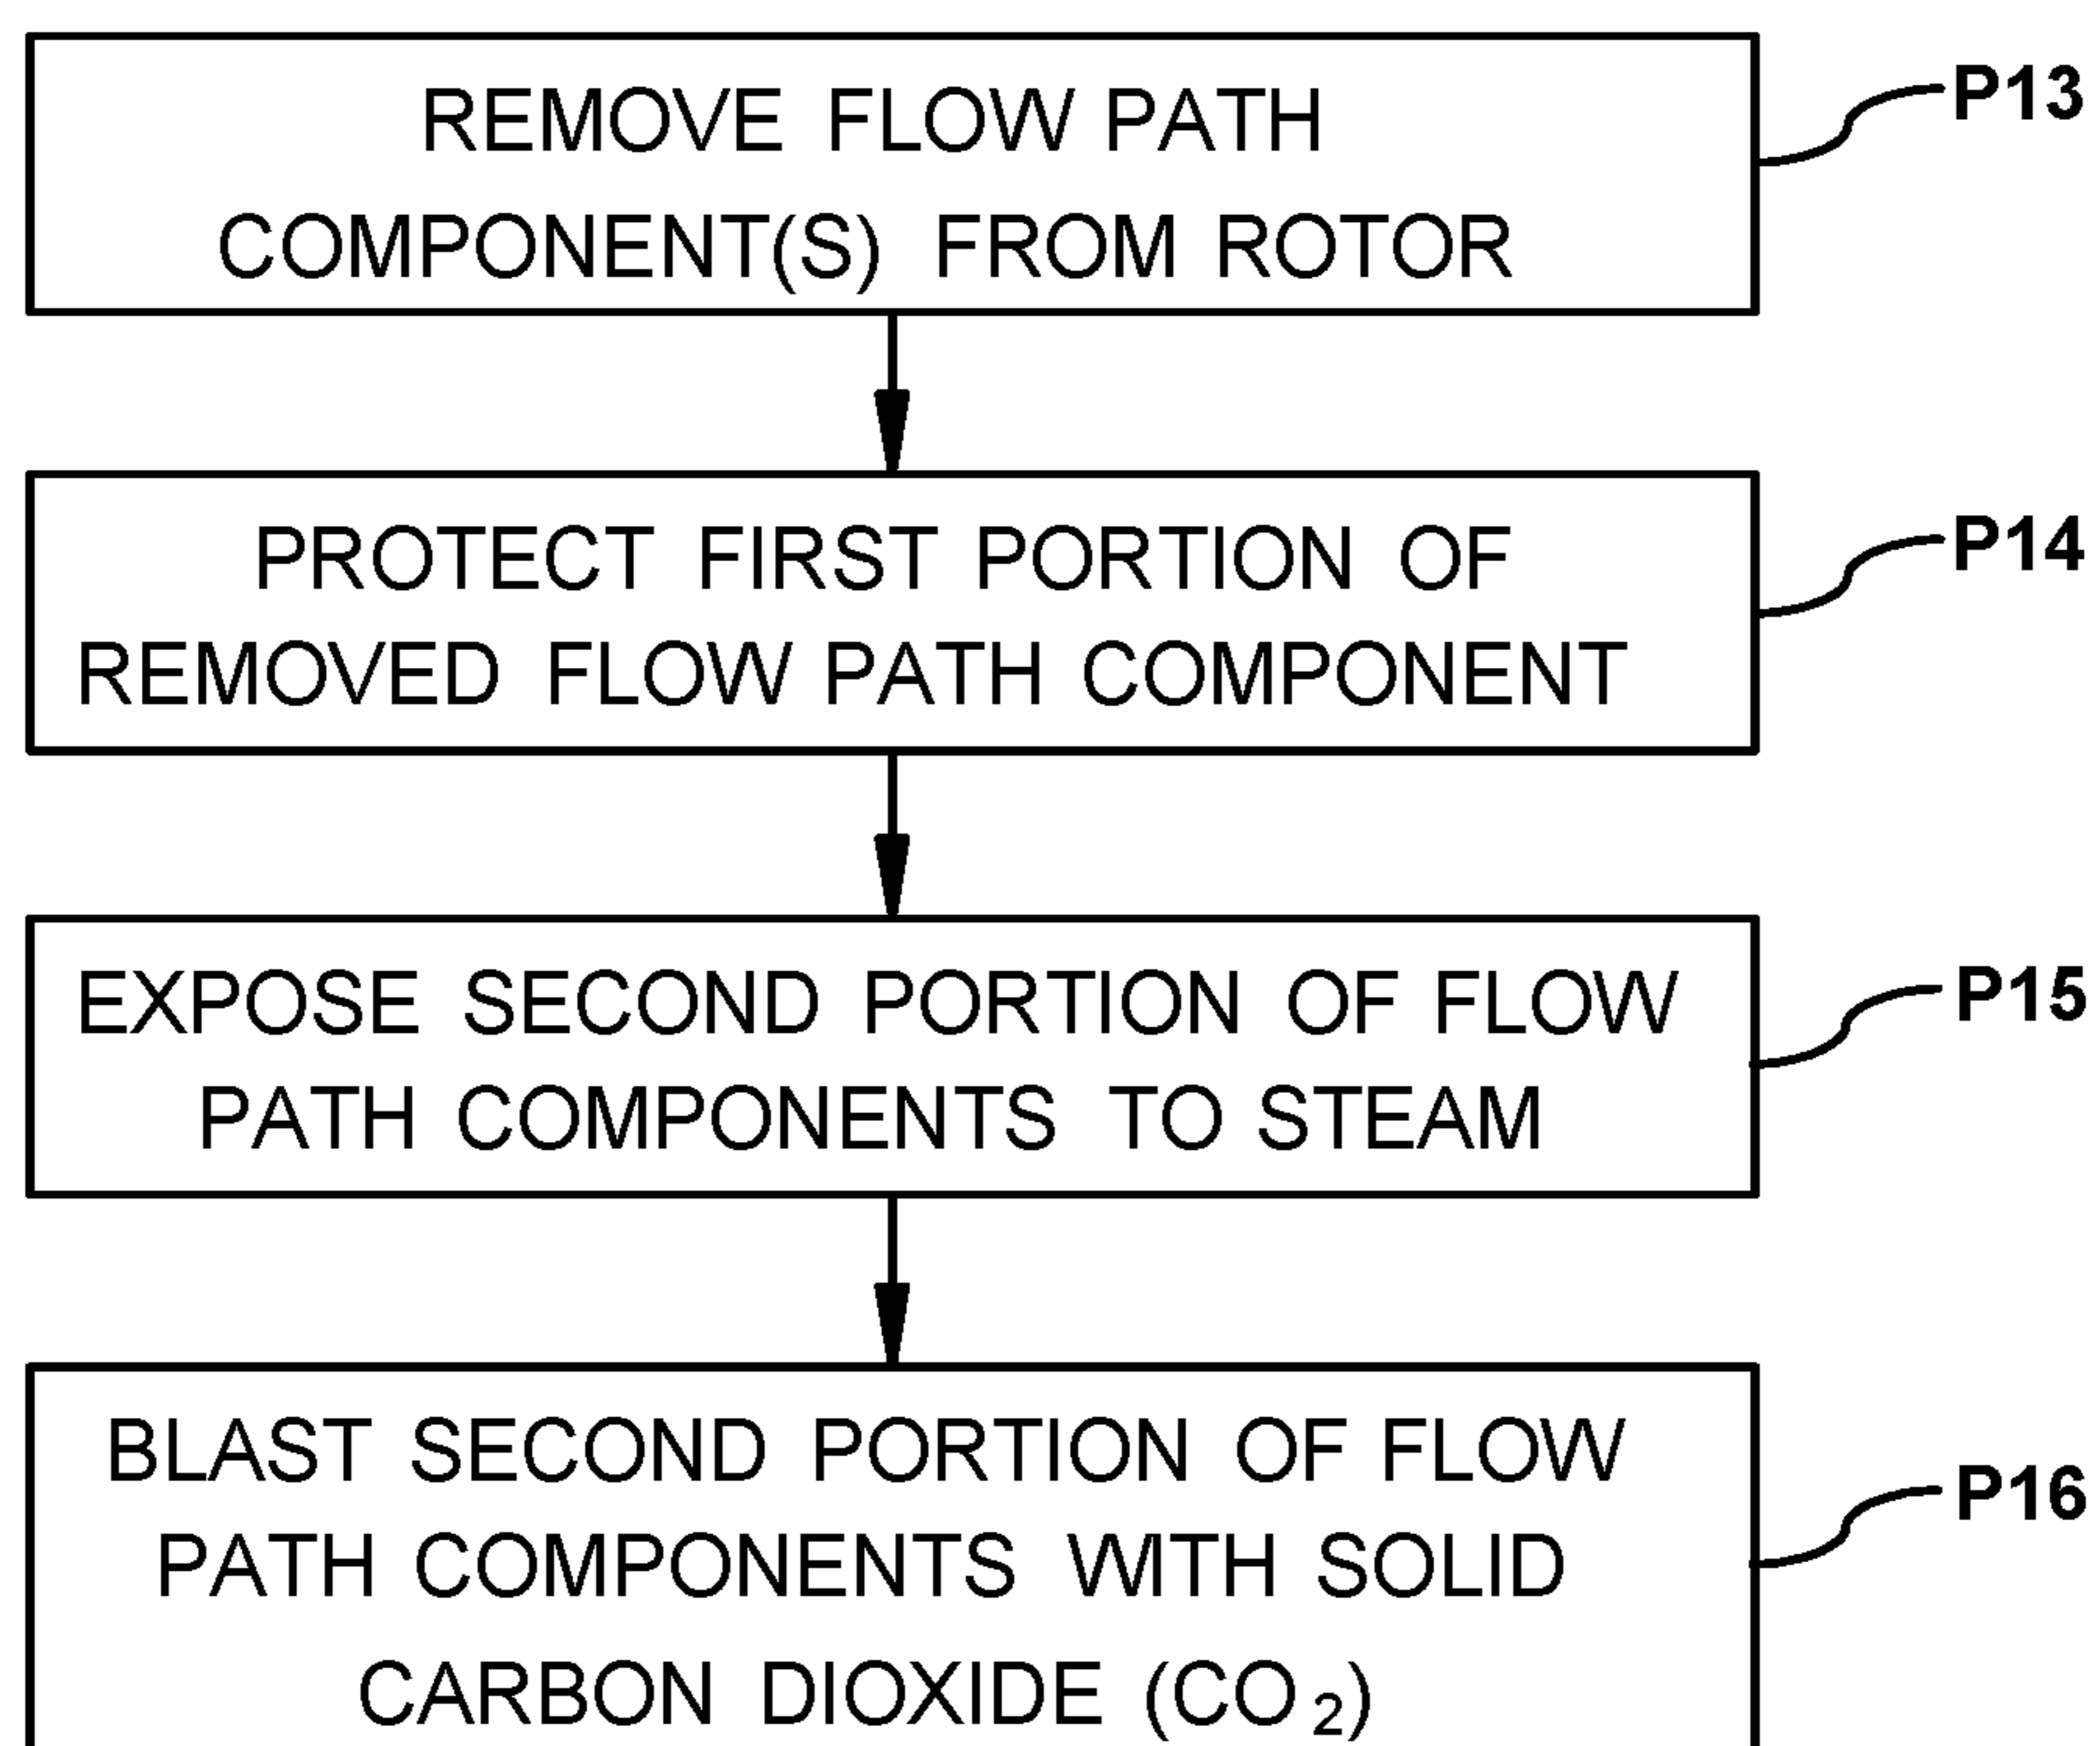 REMOVE FLOW PATH
COMPONENT(S) FROM ROTOR
P13
PROTECT FIRST PORTION OF
REMOVED FLOW PATH COMPONENT
P14
EXPOSE SECOND PORTION OF FLOW
PATH COMPONENTS TO STEAM
P15
BLAST SECOND PORTION OF FLOW
PATH COMPONENTS WITH SOLID
CARBON DIOXIDE (CO₂)
P16